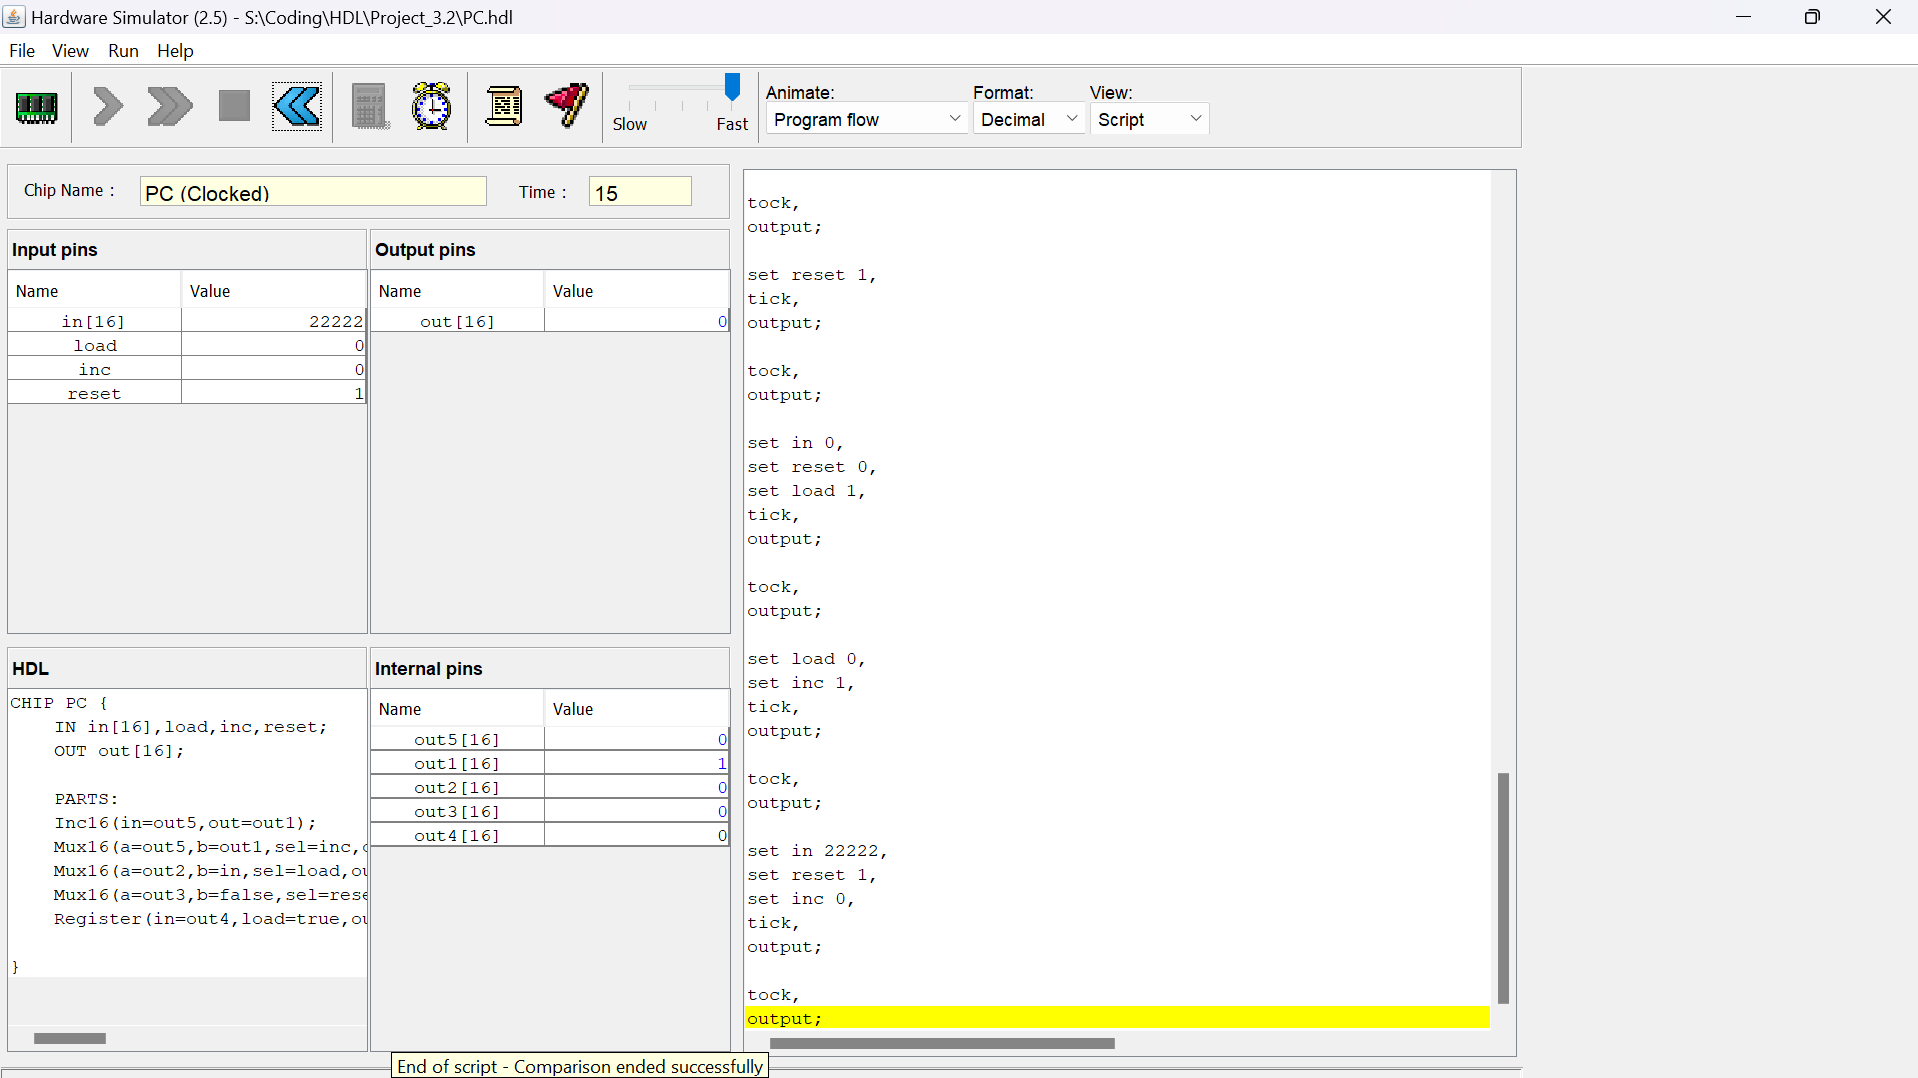 Hardware Simulator (2.5) - S:\Coding\HDL\Project_3.2\PC.hdl
File View Run Help
Slow Fast
Animate: Format: View:
Program flow Decimal Script
Chip Name : PC (Clocked) Time : 15
Input pins
Name Value
in[16] 22222
load 0
inc 0
reset 1
Output pins
Name Value
out[16] 0
HDL
CHIP PC {
IN in[16],load,inc,reset;
OUT out[16];
PARTS:
Inc16(in=out5,out=out1);
Mux16(a=out5,b=out1,sel=inc,
Mux16(a=out2,b=in,sel=load,ou
Mux16(a=out3,b=false,sel=rese
Register(in=out4,load=true,ou
}
Internal pins
Name Value
out5[16] 0
out1[16] 1
out2[16] 0
out3[16] 0
out4[16] 0
tock,
output;
set reset 1,
tick,
output;
tock,
output;
set in 0,
set reset 0,
set load 1,
tick,
output;
tock,
output;
set load 0,
set inc 1,
tick,
output;
tock,
output;
set in 22222,
set reset 1,
set inc 0,
tick,
output;
tock,
output;
End of script - Comparison ended successfully